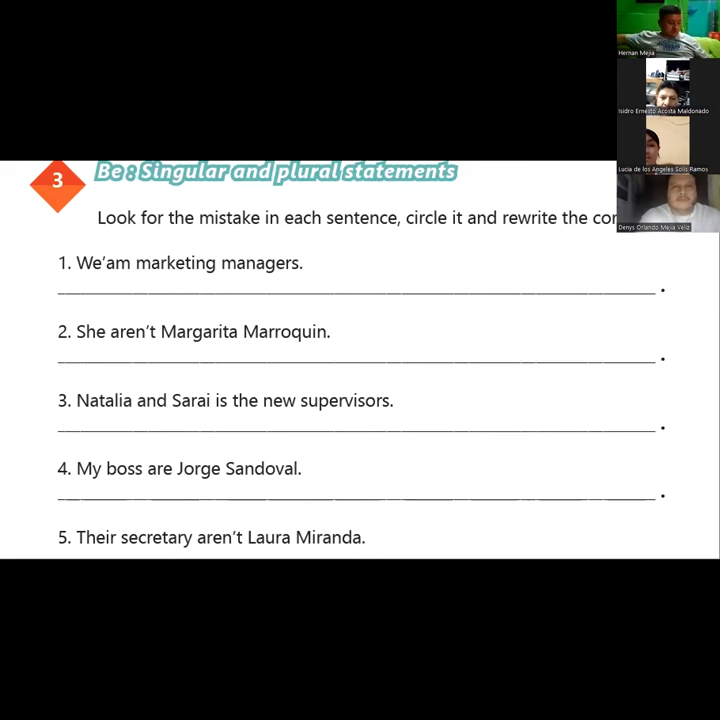 3
Be : Singular and plural statements
Look for the mistake in each sentence, circle it and rewrite the
1. We'am marketing managers.
.
2. She aren't Margarita Marroquin.
.
3. Natalia and Sarai is the new supervisors.
.
4. My boss are Jorge Sandoval.
.
5. Their secretary aren't Laura Miranda.
Hernan Mejia
Isidro Ernesto Acosta Maldonado
Lucia de los Angeles Solis Ramos
Denys Orlando Mejia Véliz